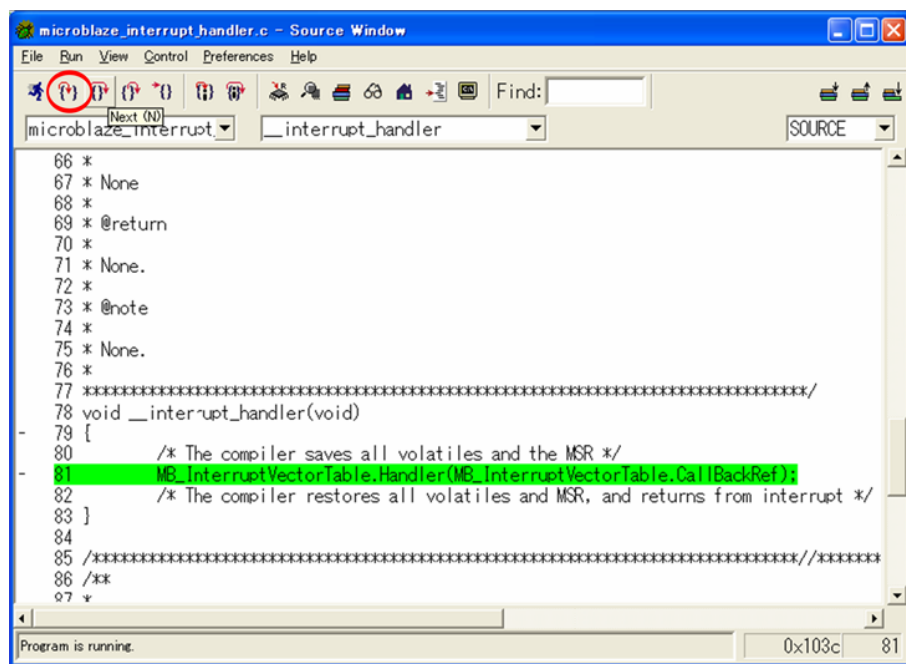 microblaze_interrupt_handler.c - Source Window
File Run View Control Preferences Help
Find:
Next (N)
microblaze_interrupt. __interrupt_handler SOURCE
66 *
67 * None
68 *
69 * @return
70 *
71 * None.
72 *
73 * @note
74 *
75 * None.
76 *
77 ******************************************************************************/
78 void __interrupt_handler(void)
- 79 {
80 /* The compiler saves all volatiles and the MSR */
- 81 MB_InterruptVectorTable.Handler(MB_InterruptVectorTable.CallBackRef);
82 /* The compiler restores all volatiles and MSR, and returns from interrupt */
83 }
84
85 /****************************************************************************//*******
86 /**
87 *
Program is running. 0x103c 81